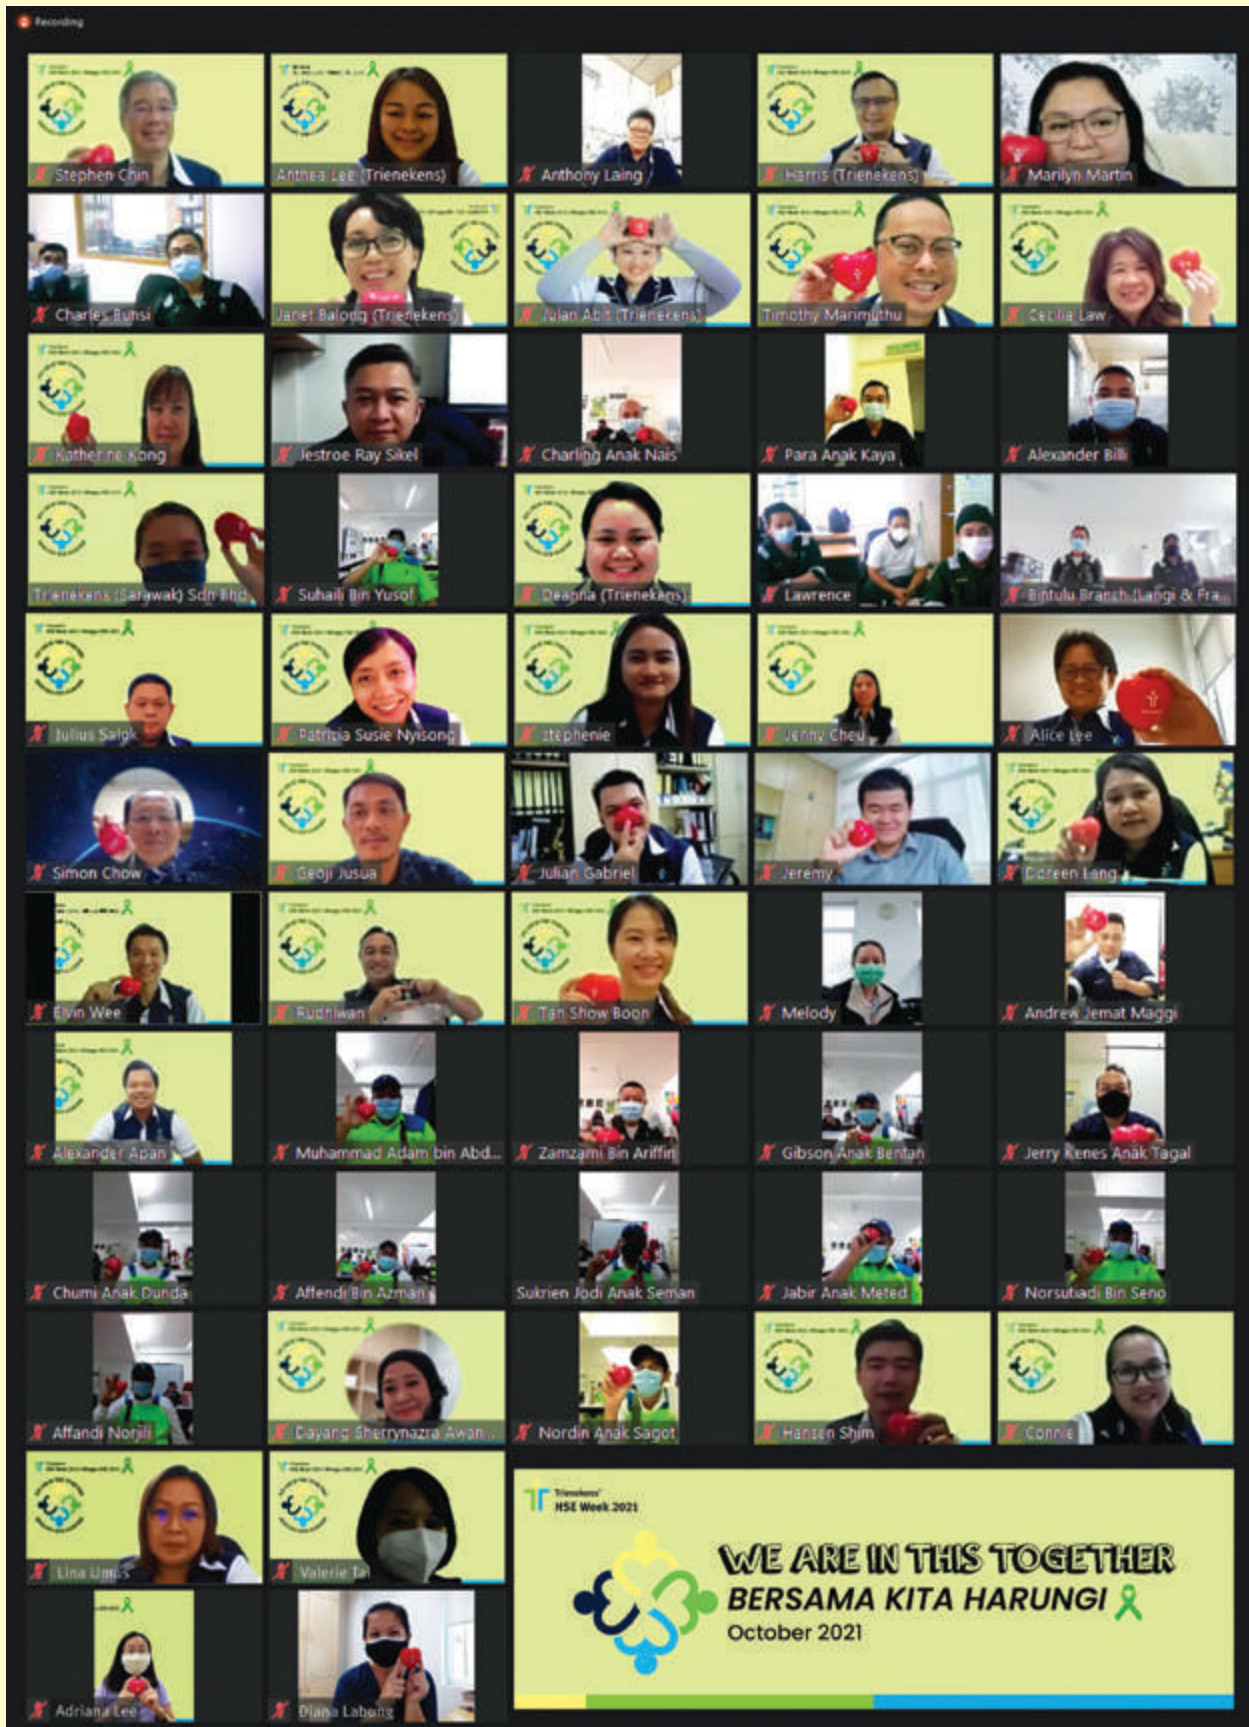 Recording
Stephen Chin
Anthea Lee (Trienekens)
Anthony Laing
Harris (Trienekens)
Marilyn Martin
Charles Bunsi
Janet Balong (Trienekens)
Julan Abit (Trienekens)
Timothy Marimuthu
Cecilia Law
Katherine Kong
Jestroe Ray Sikel
Charling Anak Nais
Para Anak Kaya
Alexander Billi
Trienekens (Sarawak) Sdn Bhd
Suhaili Bin Yusof
Deanna (Trienekens)
Lawrence
Bintulu Branch (Langi & Fra...
Julius Salok
Patricia Susie Nyisong
stephenie
Jenny Cheu
Alice Lee
Simon Chow
Geoji Jusua
Julian Gabriel
Jeremy
Doreen Lang
Elvin Wee
Rudhiwan
Tan Show Boon
Melody
Andrew Jemat Maggi
Alexander Apan
Muhammad Adam bin Abd...
Zamzami Bin Ariffin
Gibson Anak Bentan
Jerry Kenes Anak Tagal
Chumi Anak Dunda
Affendi Bin Azman
Sukrien Jodi Anak Seman
Jabir Anak Meted
Norsutiadi Bin Seno
Affandi Norjili
Dayang Sherrynazra Awan...
Nordin Anak Sagot
Hansen Shim
Connie
Lina Umas
Valerie Tai
Trienekens'
HSE Week 2021
WE ARE IN THIS TOGETHER
BERSAMA KITA HARUNGI
October 2021
Adriana Lee
Diana Labung